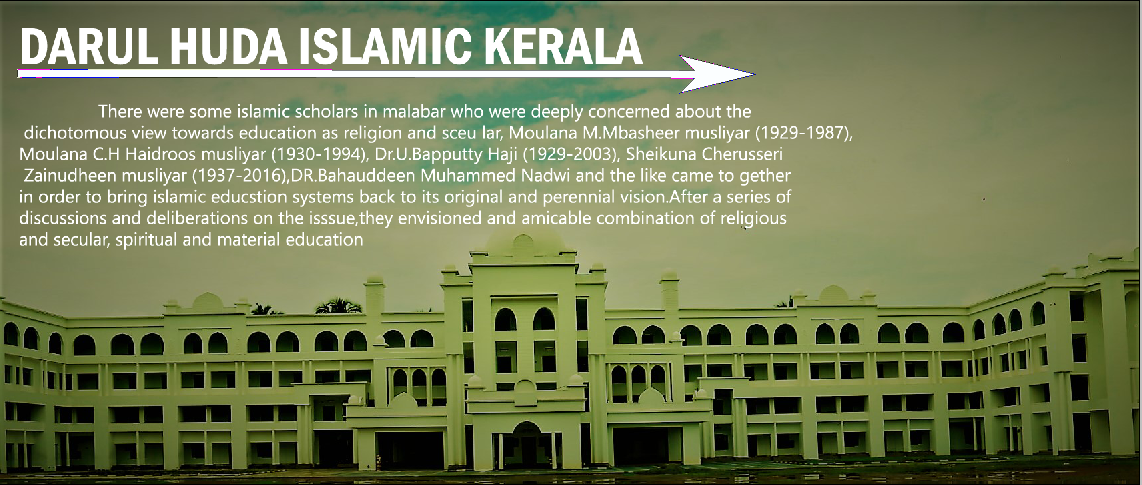 DARUL HUDA ISLAMIC KERALA
There were some islamic scholars in malabar who were deeply concerned about the
dichotomous view towards education as religion and sceu lar, Moulana M.Mbasheer musliyar (1929-1987),
Moulana C.H Haidroos musliyar (1930-1994), Dr.U.Bapputty Haji (1929-2003), Sheikuna Cherusseri
Zainudheen musliyar (1937-2016),DR.Bahauddeen Muhammed Nadwi and the like came to gether
in order to bring islamic educstion systems back to its original and perennial vision.After a series of
discussions and deliberations on the isssue,they envisioned and amicable combination of religious
and secular, spiritual and material education